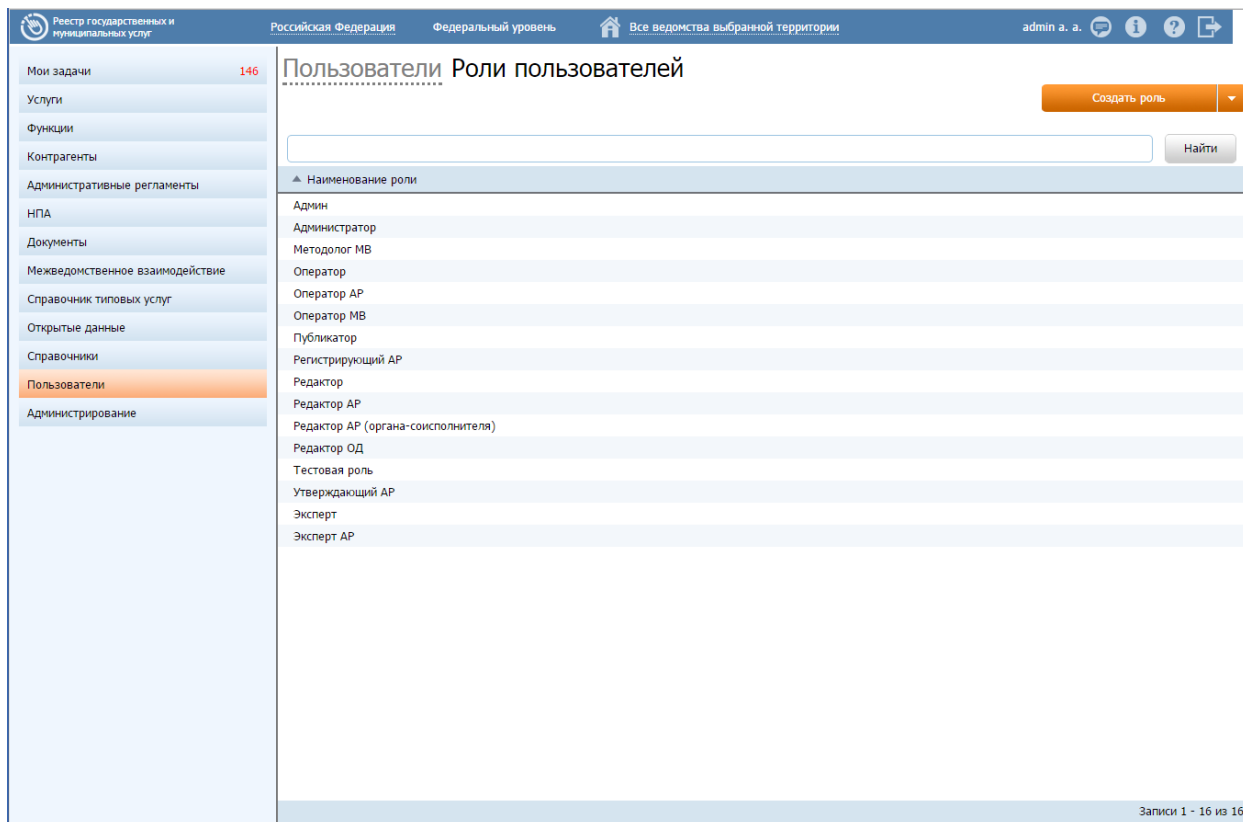 Реестр государственных и
муниципальных услуг
Российская Федерация
Федеральный уровень
Все ведомства выбранной территории
admin a. a.
Мои задачи 146
Услуги
Функции
Контрагенты
Административные регламенты
НПА
Документы
Межведомственное взаимодействие
Справочник типовых услуг
Открытые данные
Справочники
Пользователи
Администрирование
Пользователи Роли пользователей
Создать роль
Найти
Наименование роли
Админ
Администратор
Методолог МВ
Оператор
Оператор АР
Оператор МВ
Публикатор
Регистрирующий АР
Редактор
Редактор АР
Редактор АР (органа-соисполнителя)
Редактор ОД
Тестовая роль
Утверждающий АР
Эксперт
Эксперт АР
Записи 1 - 16 из 16